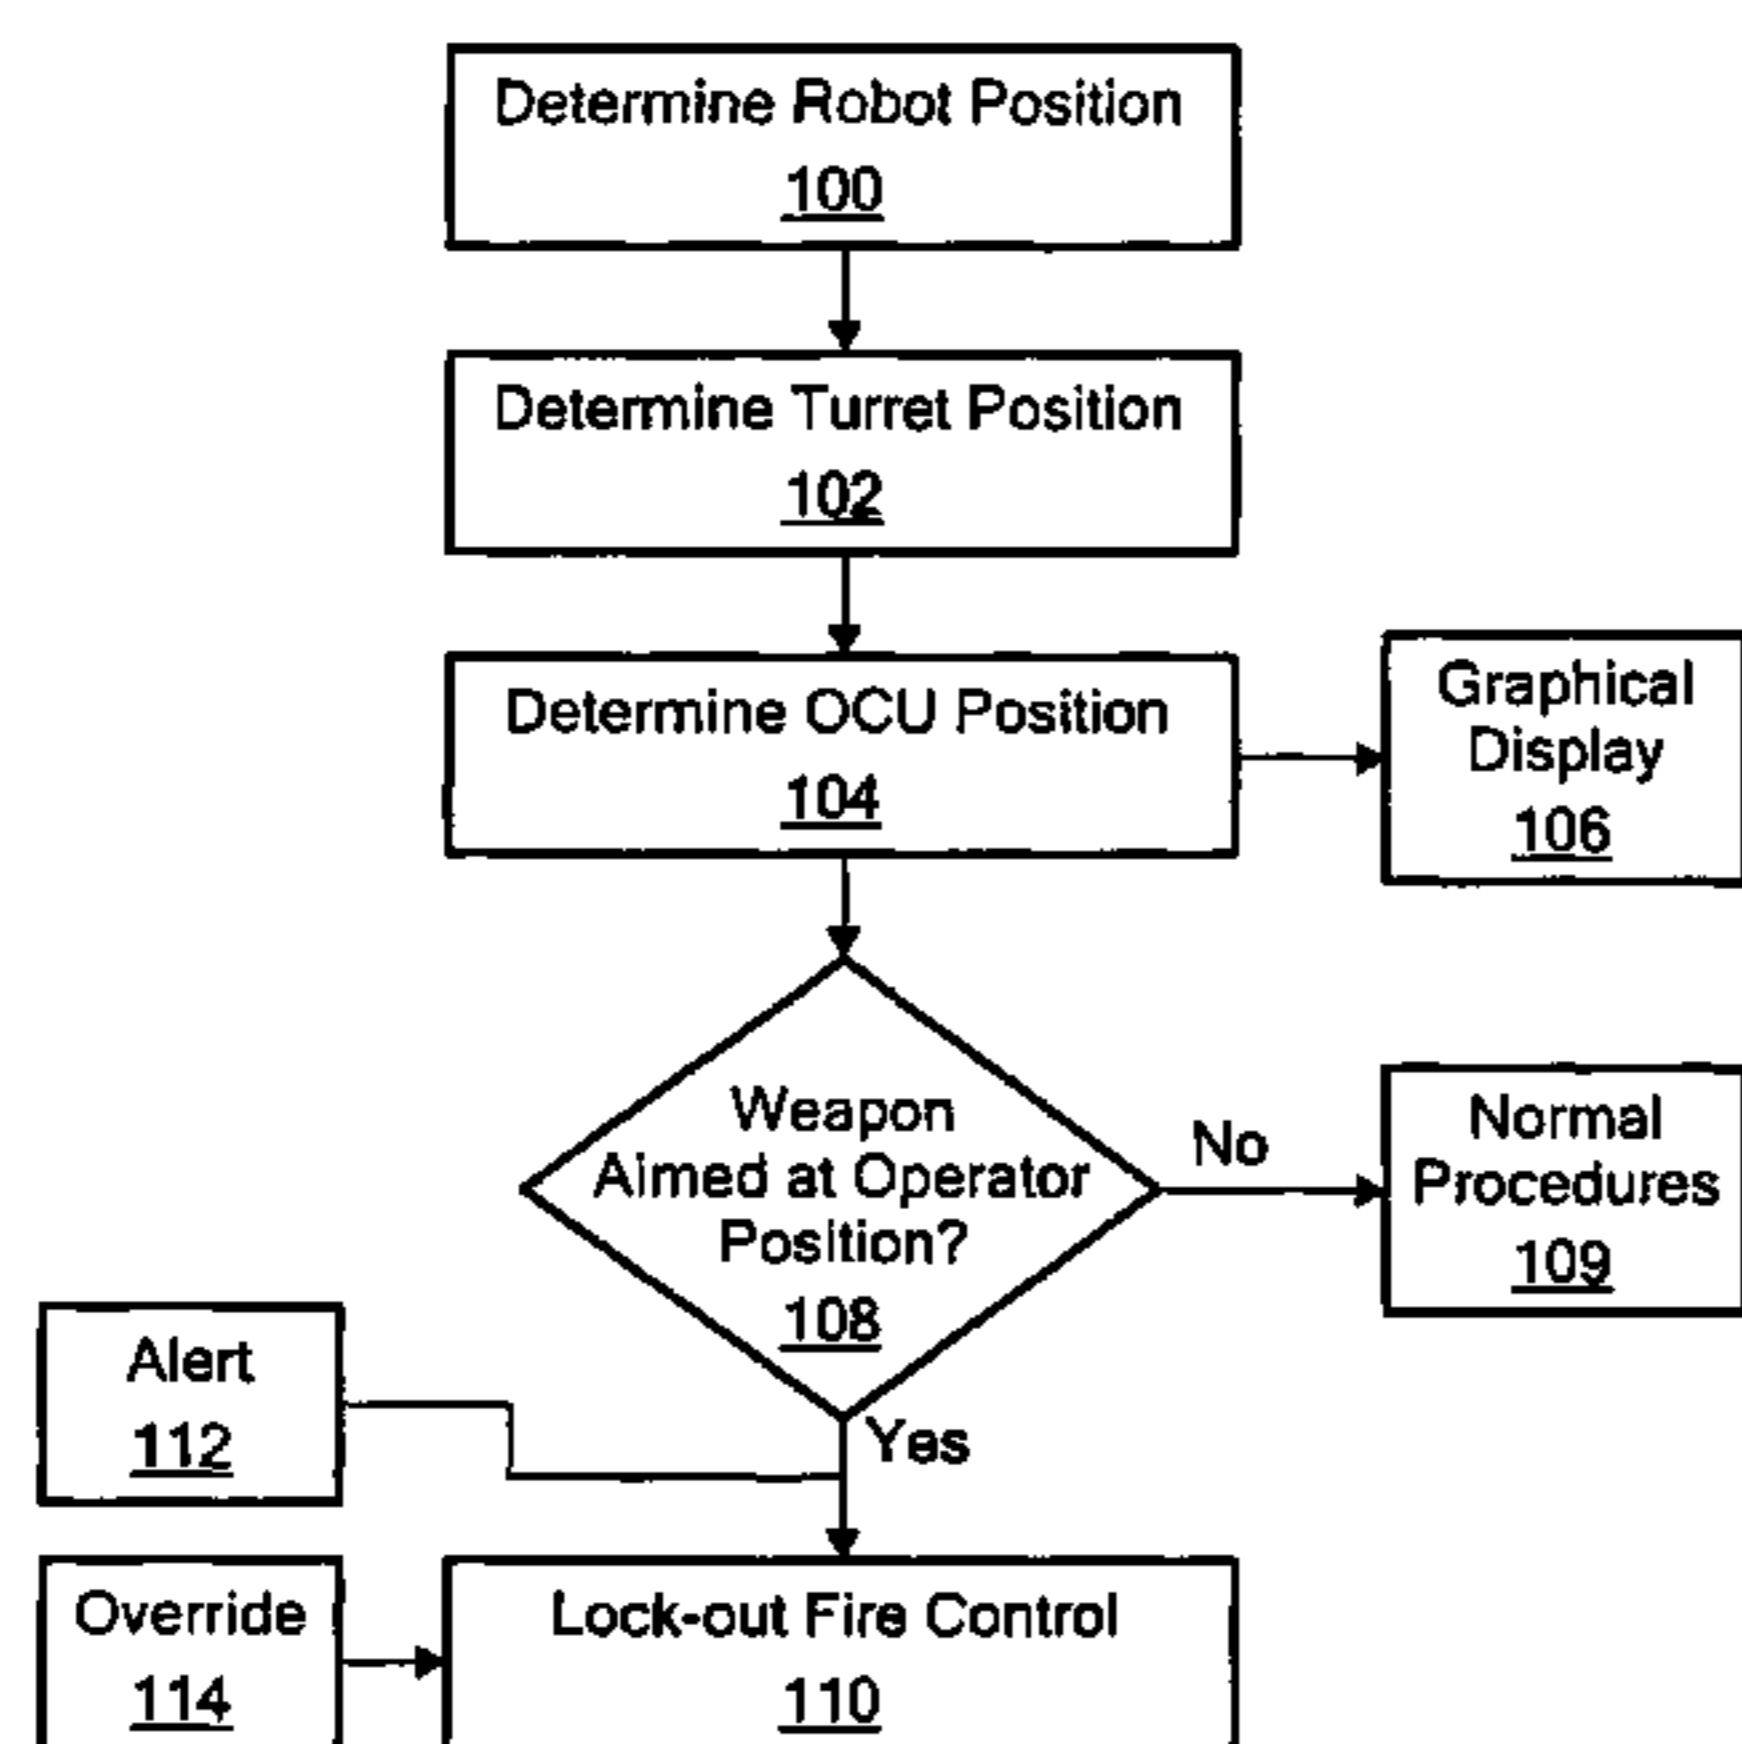 Determine Robot Position
100
Determine Turret Position
102
Determine OCU Position
104
Graphical
Display
106
Weapon
Aimed at Operator
Position?
108
No
Normal
Procedures
109
Alert
112
Yes
Override
114
Lock-out Fire Control
110